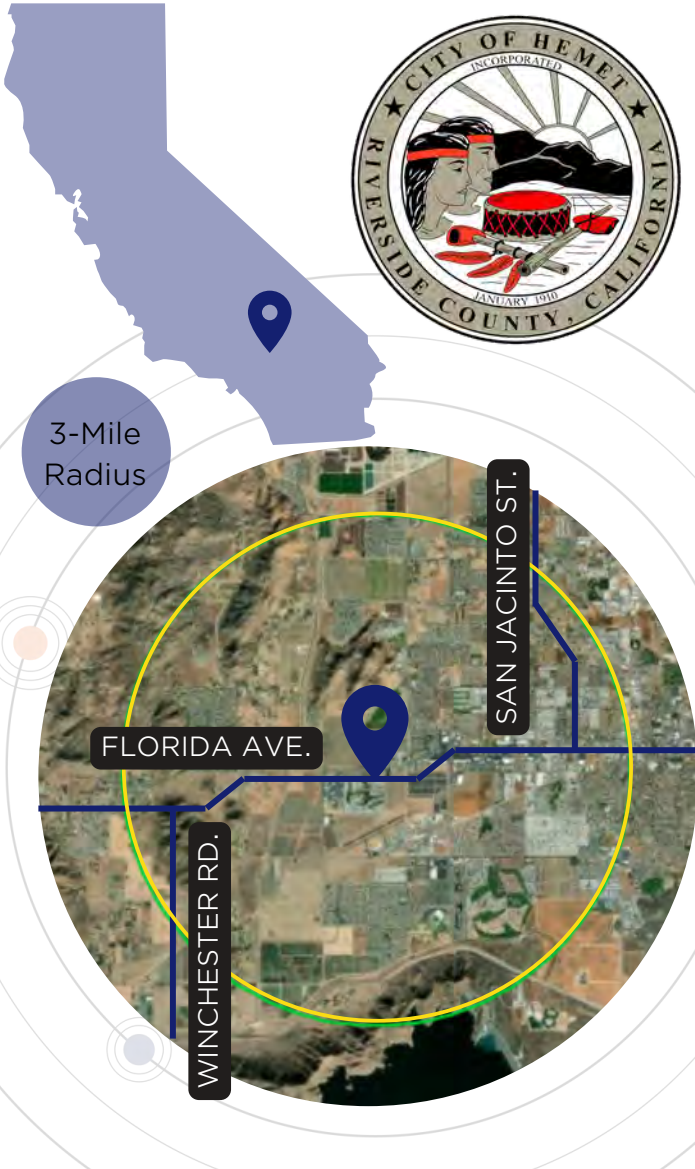 CITY OF HEMET
INCORPORATED
RIVERSIDE COUNTY, CALIFORNIA
JANUARY 1910
3-Mile
Radius
SAN JACINTO ST.
FLORIDA AVE.
WINCHESTER RD.